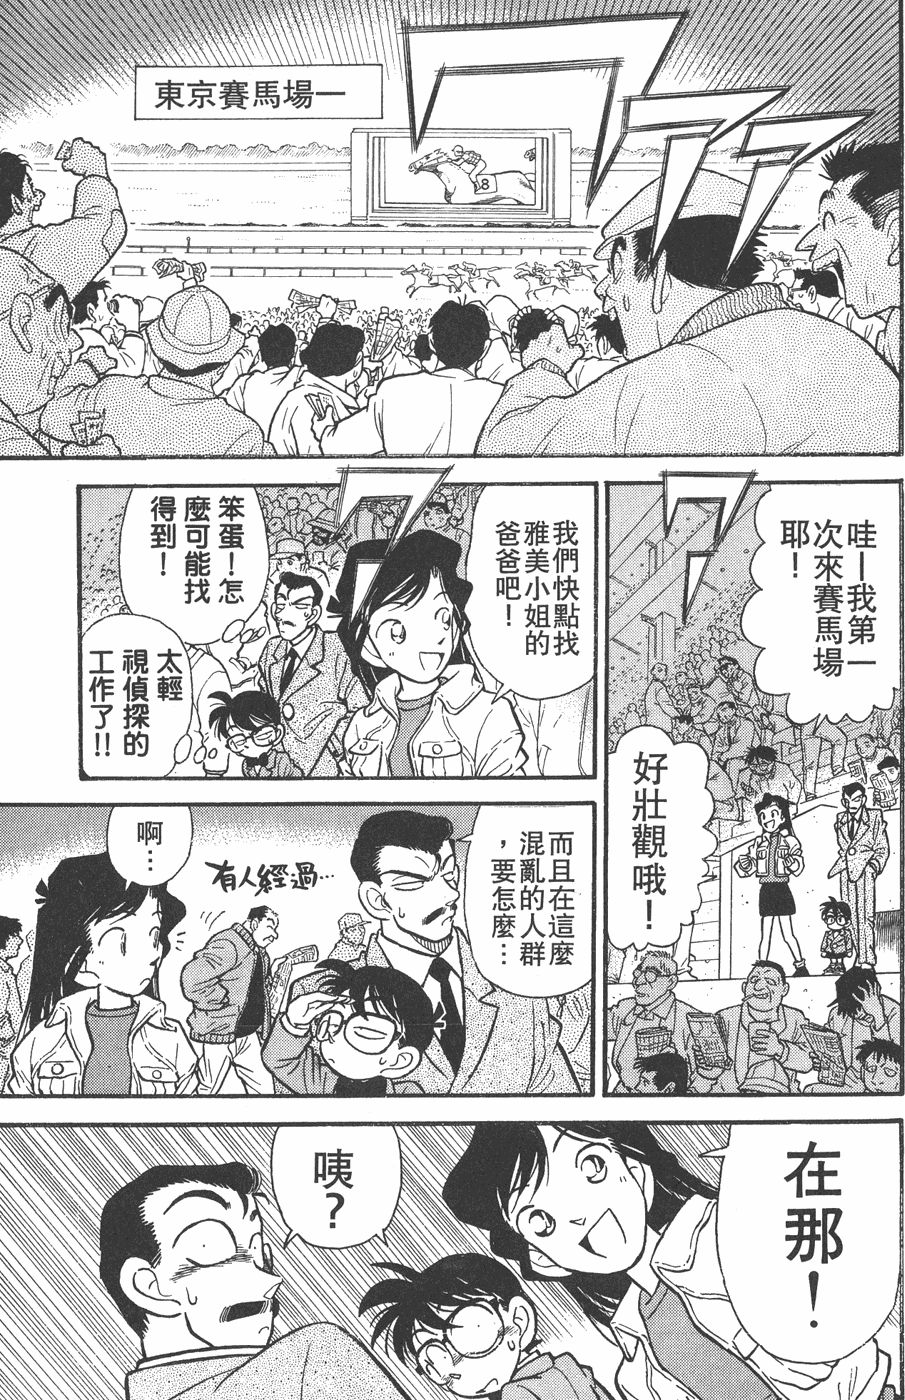 東京賽馬場—
8
哇—我第一
次來賽馬場
耶！
好壯觀哦！
我們快點找
雅美小姐的
爸爸吧！
笨蛋！怎
麼可能找
得到！
太輕
視偵探的
工作了!!
而且在這麼
混亂的人群
，要怎麼…
有人經過…
啊…
在那！
咦？